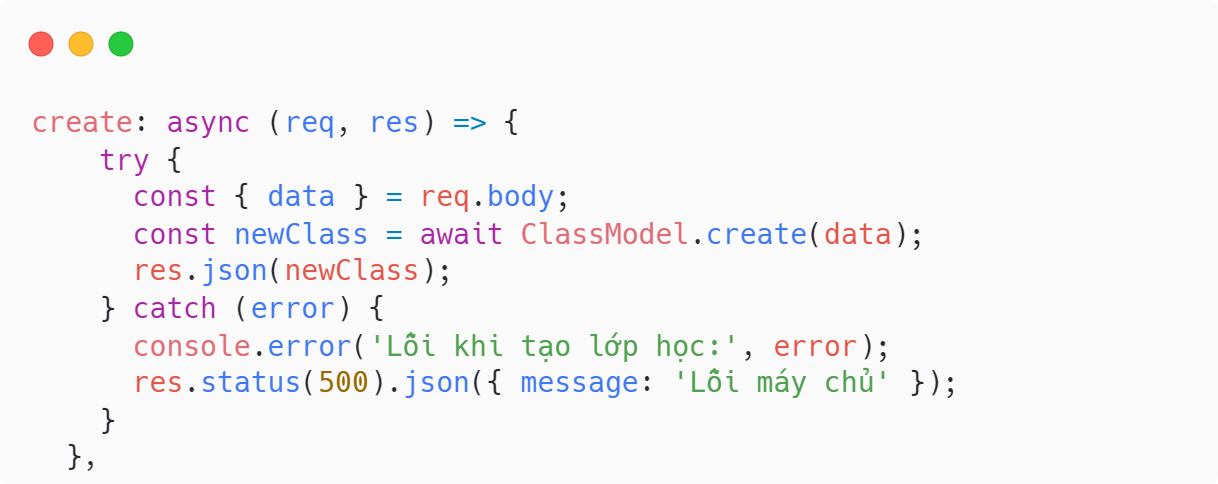 create: async (req, res) => {
    try {
      const { data } = req.body;
      const newClass = await ClassModel.create(data);
      res.json(newClass);
    } catch (error) {
      console.error('Lỗi khi tạo lớp học:', error);
      res.status(500).json({ message: 'Lỗi máy chủ' });
    }
  },